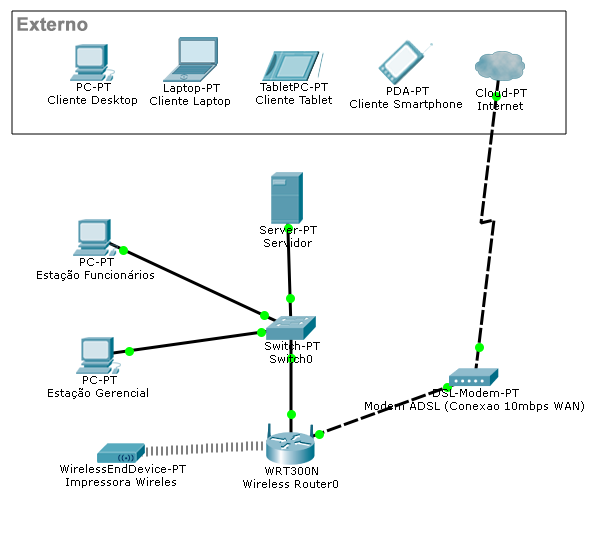 Externo
PC-PT
Cliente Desktop
Laptop-PT
Cliente Laptop
TabletPC-PT
Cliente Tablet
PDA-PT
Cliente Smartphone
Cloud-PT
Internet
Server-PT
Servidor
PC-PT
Estação Funcionários
Switch-PT
Switch0
PC-PT
Estação Gerencial
DSL-Modem-PT
Modem ADSL (Conexao 10mbps WAN)
WirelessEndDevice-PT
Impressora Wireles
WRT300N
Wireless Router0